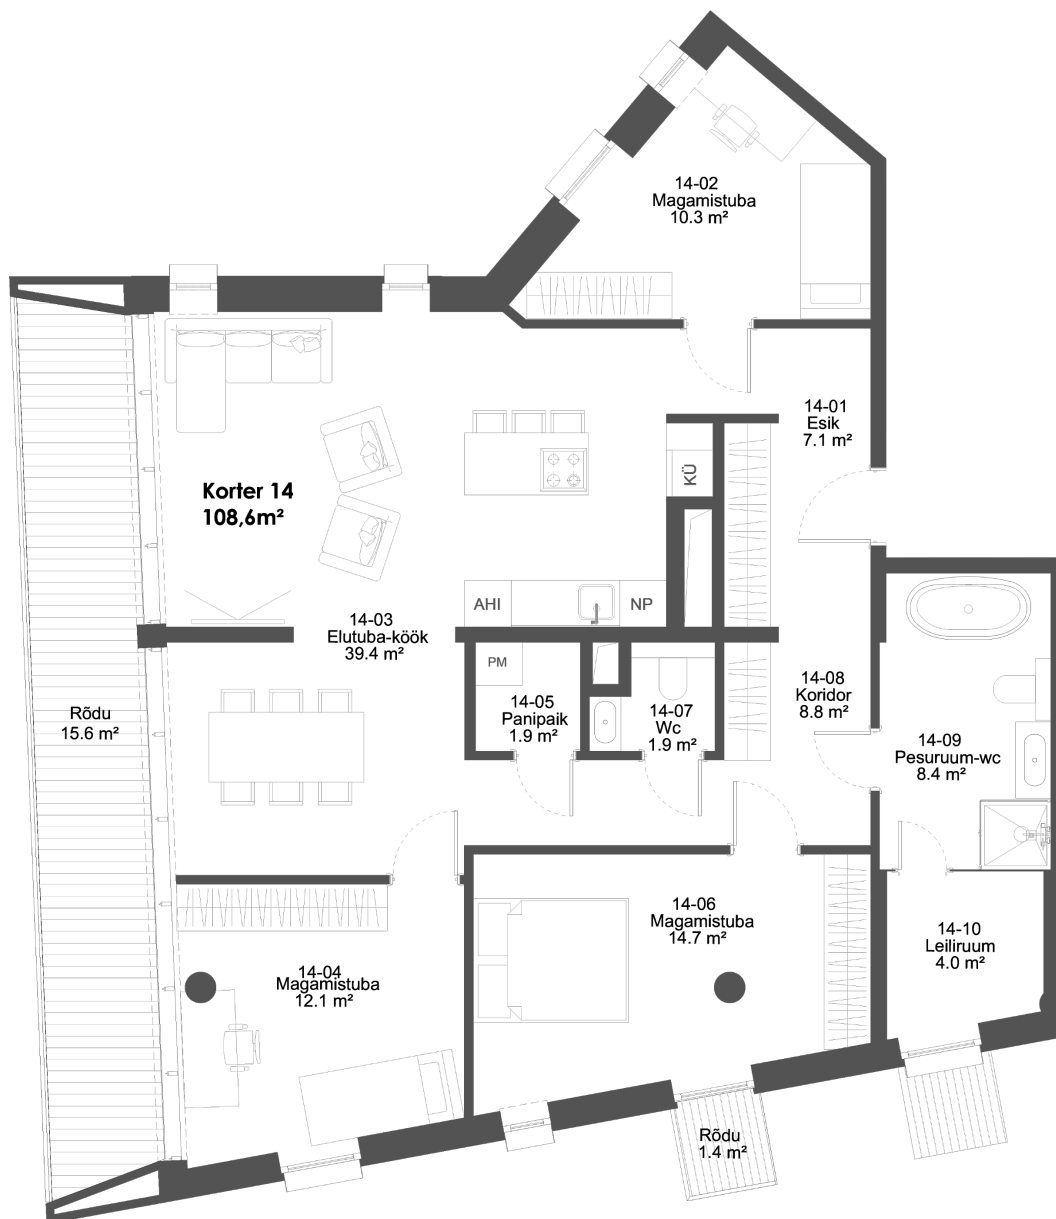 14-02
Magamistuba
10.3 m²
14-01
Esik
7.1 m²
KÜ
Korter 14
108,6m²
AHI
NP
14-03
Elutuba-köök
39.4 m²
PM
14-05
Panipaik
1.9 m²
14-07
Wc
1.9 m²
14-08
Koridor
8.8 m²
Rõdu
15.6 m²
14-09
Pesuruum-wc
8.4 m²
14-06
Magamistuba
14.7 m²
14-10
Leiliruum
4.0 m²
14-04
Magamistuba
12.1 m²
Rõdu
1.4 m²